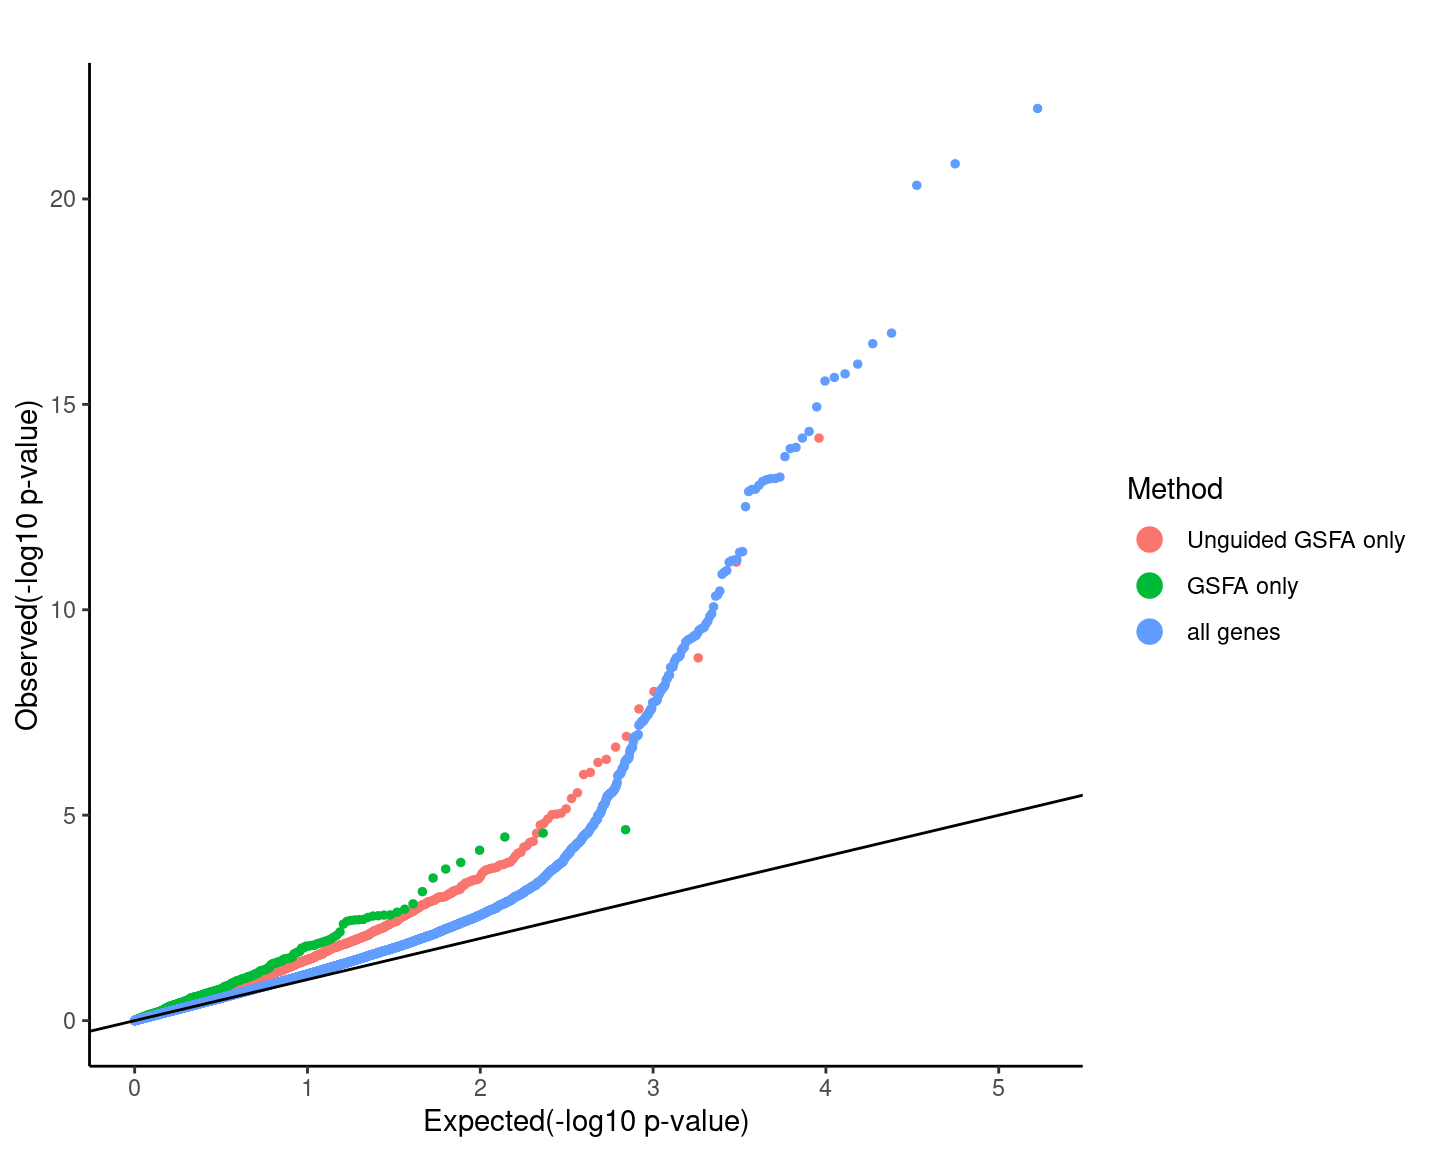 20
15
10
5
0
Observed(-log10 p-value)
0 1 2 3 4 5
Expected(-log10 p-value)
Method
Unguided GSFA only
GSFA only
all genes